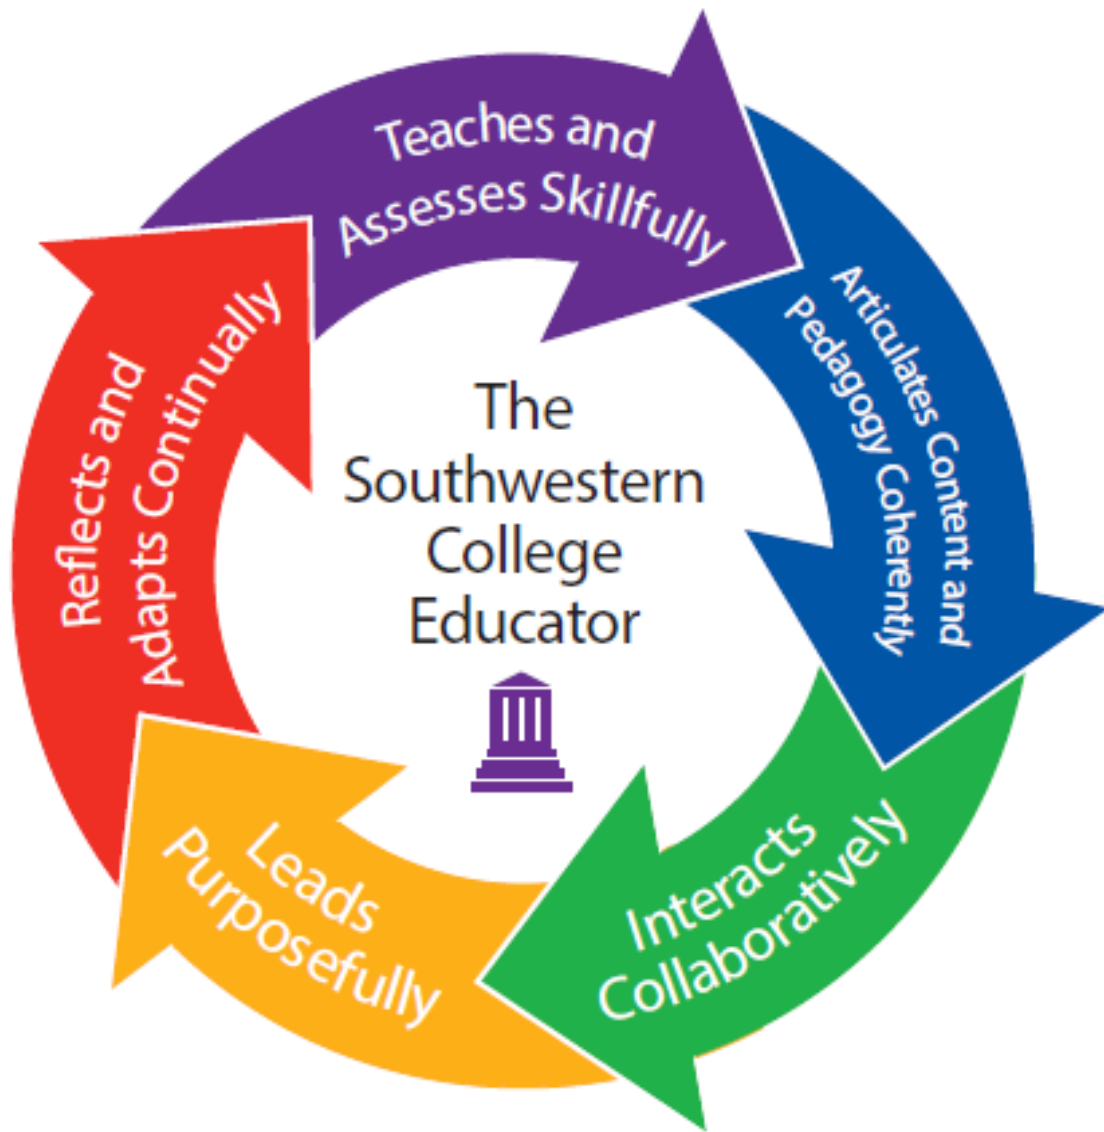 Teaches and
Assesses Skillfully
Articulates Content and
Pedagogy Coherently
Interacts
Collaboratively
Leads
Purposefully
Reflects and
Adapts Continually
The
Southwestern
College
Educator